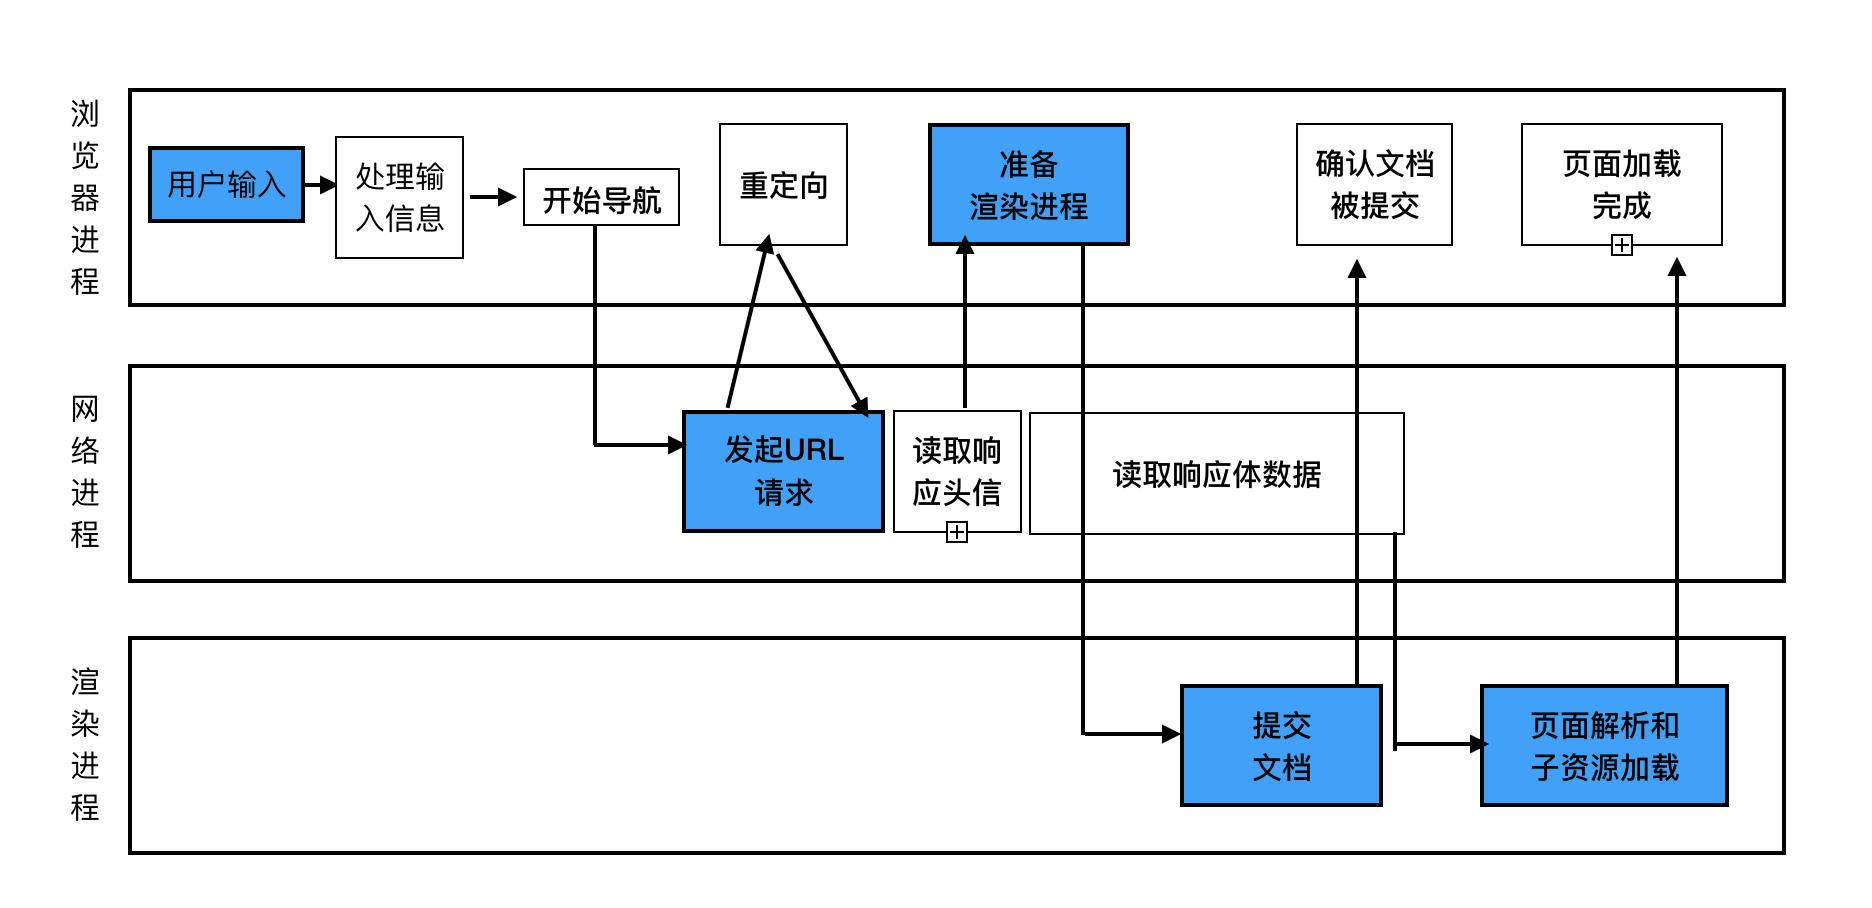 浏
览
器
进
程
用户输入
处理输
入信息
开始导航
重定向
准备
渲染进程
确认文档
被提交
页面加载
完成
网
络
进
程
发起URL
请求
读取响
应头信
读取响应体数据
渲
染
进
程
提交
文档
页面解析和
子资源加载